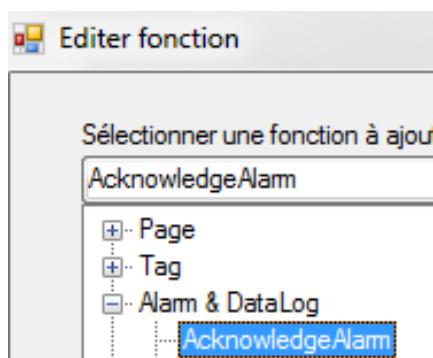 Editer fonction
Sélectionner une fonction à ajou
AcknowledgeAlarm
Page
Tag
Alarm & DataLog
AcknowledgeAlarm